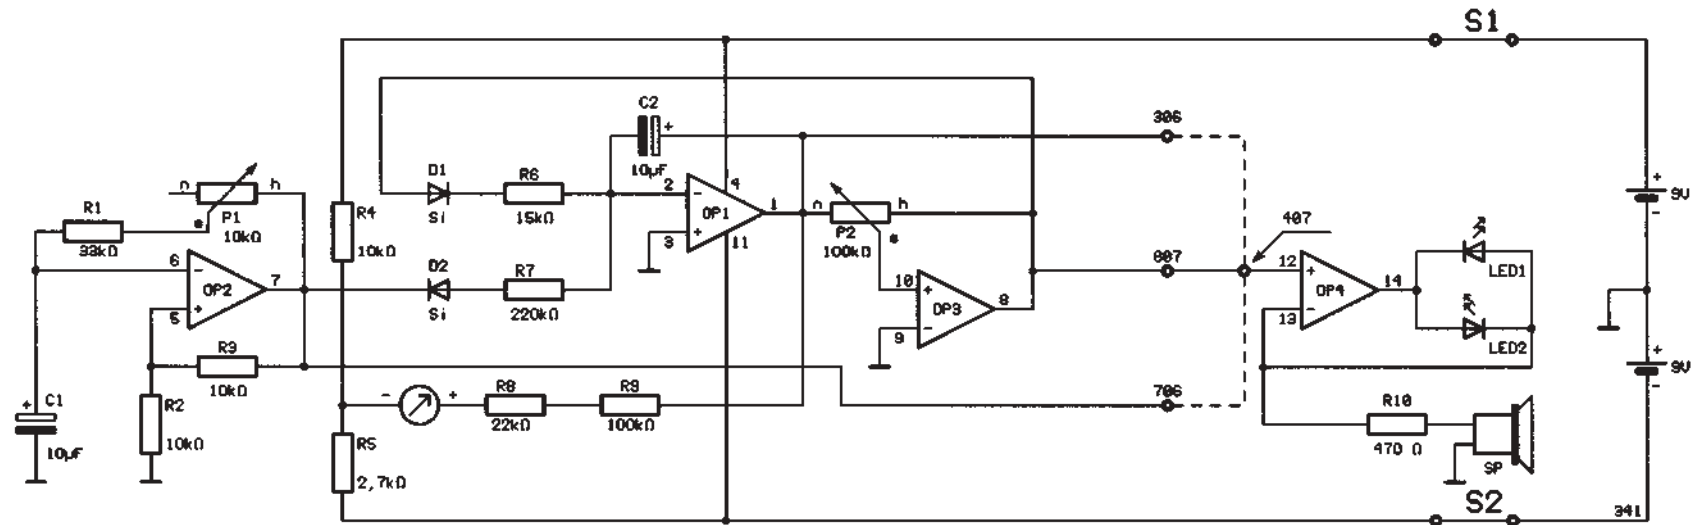 S1
C2
+
306
10µF
n
h
D1
R6
2
-
4
+
9V
-
P1
10kΩ
R1
e
R4
Si
15kΩ
OP1
1
n
h
407
33kΩ
10kΩ
3
+
11
P2
100kΩ
e
6
-
7
D2
R7
807
12
+
LED1
OP2
10
+
8
OP4
14
5
+
Si
220kΩ
OP3
13
-
9
-
LED2
R3
+
9V
-
10kΩ
+
C1
R2
-
+
R8
R9
706
R10
10µF
10kΩ
R5
22kΩ
100kΩ
470 Ω
SP
2,7kΩ
S2
341